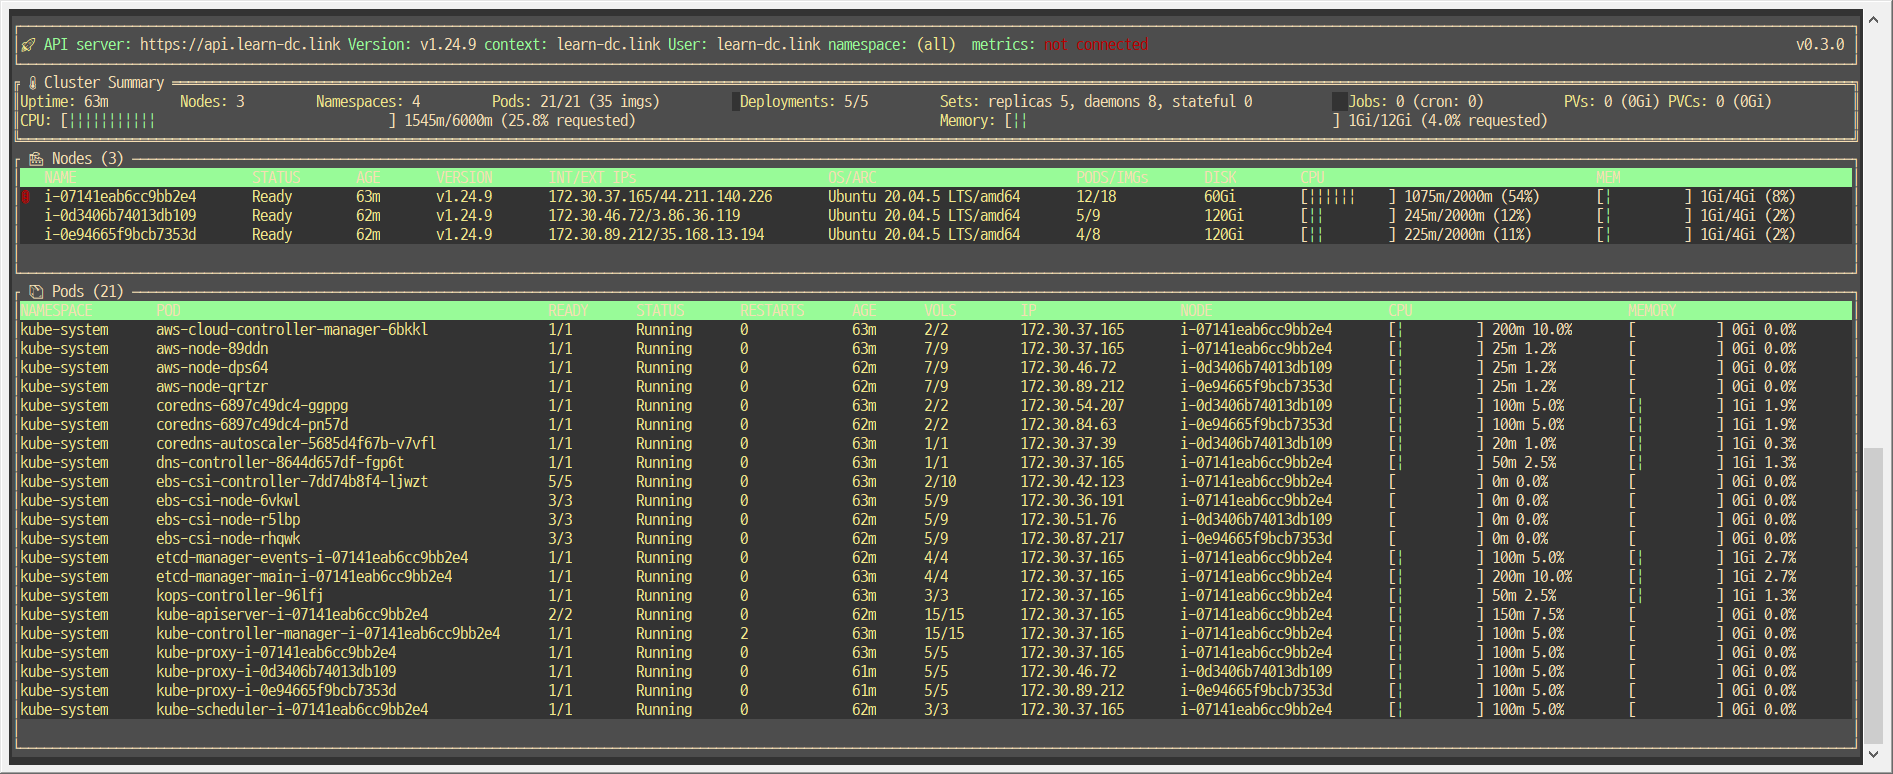 API server: https://api.learn-dc.link Version: v1.24.9 context: learn-dc.link User: learn-dc.link namespace: (all) metrics: not connected v0.3.0
Cluster Summary
Uptime: 63m Nodes: 3 Namespaces: 4 Pods: 21/21 (35 imgs) Deployments: 5/5 Sets: replicas 5, daemons 8, stateful 0 Jobs: 0 (cron: 0) PVs: 0 (0Gi) PVCs: 0 (0Gi)
CPU: [¦¦¦¦¦¦¦¦¦¦¦ ] 1545m/6000m (25.8% requested) Memory: [¦¦ ] 1Gi/12Gi (4.0% requested)
Nodes (3)
NAME STATUS AGE VERSION INT/EXT IPs OS/ARC PODS/IMGs DISK CPU MEM
i-07141eab6cc9bb2e4 Ready 63m v1.24.9 172.30.37.165/44.211.140.226 Ubuntu 20.04.5 LTS/amd64 12/18 60Gi [¦¦¦¦¦¦ ] 1075m/2000m (54%) [¦ ] 1Gi/4Gi (8%)
i-0d3406b74013db109 Ready 62m v1.24.9 172.30.46.72/3.86.36.119 Ubuntu 20.04.5 LTS/amd64 5/9 120Gi [¦¦ ] 245m/2000m (12%) [¦ ] 1Gi/4Gi (2%)
i-0e94665f9bcb7353d Ready 62m v1.24.9 172.30.89.212/35.168.13.194 Ubuntu 20.04.5 LTS/amd64 4/8 120Gi [¦¦ ] 225m/2000m (11%) [¦ ] 1Gi/4Gi (2%)
Pods (21)
NAMESPACE POD READY STATUS RESTARTS AGE VOLS IP NODE CPU MEMORY
kube-system aws-cloud-controller-manager-6bkkl 1/1 Running 0 63m 2/2 172.30.37.165 i-07141eab6cc9bb2e4 [¦ ] 200m 10.0% [ ] 0Gi 0.0%
kube-system aws-node-89ddn 1/1 Running 0 63m 7/9 172.30.37.165 i-07141eab6cc9bb2e4 [¦ ] 25m 1.2% [ ] 0Gi 0.0%
kube-system aws-node-dps64 1/1 Running 0 62m 7/9 172.30.46.72 i-0d3406b74013db109 [¦ ] 25m 1.2% [ ] 0Gi 0.0%
kube-system aws-node-qrtzr 1/1 Running 0 62m 7/9 172.30.89.212 i-0e94665f9bcb7353d [¦ ] 25m 1.2% [ ] 0Gi 0.0%
kube-system coredns-6897c49dc4-ggppg 1/1 Running 0 63m 2/2 172.30.54.207 i-0d3406b74013db109 [¦ ] 100m 5.0% [¦ ] 1Gi 1.9%
kube-system coredns-6897c49dc4-pn57d 1/1 Running 0 62m 2/2 172.30.84.63 i-0e94665f9bcb7353d [¦ ] 100m 5.0% [¦ ] 1Gi 1.9%
kube-system coredns-autoscaler-5685d4f67b-v7vfl 1/1 Running 0 63m 1/1 172.30.37.39 i-0d3406b74013db109 [¦ ] 20m 1.0% [¦ ] 1Gi 0.3%
kube-system dns-controller-8644d657df-fgp6t 1/1 Running 0 63m 1/1 172.30.37.165 i-07141eab6cc9bb2e4 [¦ ] 50m 2.5% [¦ ] 1Gi 1.3%
kube-system ebs-csi-controller-7dd74b8f4-ljwzt 5/5 Running 0 63m 2/10 172.30.42.123 i-07141eab6cc9bb2e4 [ ] 0m 0.0% [ ] 0Gi 0.0%
kube-system ebs-csi-node-6vkwl 3/3 Running 0 63m 5/9 172.30.36.191 i-07141eab6cc9bb2e4 [ ] 0m 0.0% [ ] 0Gi 0.0%
kube-system ebs-csi-node-r5lbp 3/3 Running 0 62m 5/9 172.30.51.76 i-0d3406b74013db109 [ ] 0m 0.0% [ ] 0Gi 0.0%
kube-system ebs-csi-node-rhqwk 3/3 Running 0 62m 5/9 172.30.87.217 i-0e94665f9bcb7353d [ ] 0m 0.0% [ ] 0Gi 0.0%
kube-system etcd-manager-events-i-07141eab6cc9bb2e4 1/1 Running 0 62m 4/4 172.30.37.165 i-07141eab6cc9bb2e4 [¦ ] 100m 5.0% [¦ ] 1Gi 2.7%
kube-system etcd-manager-main-i-07141eab6cc9bb2e4 1/1 Running 0 63m 4/4 172.30.37.165 i-07141eab6cc9bb2e4 [¦ ] 200m 10.0% [¦ ] 1Gi 2.7%
kube-system kops-controller-96lfj 1/1 Running 0 63m 3/3 172.30.37.165 i-07141eab6cc9bb2e4 [¦ ] 50m 2.5% [¦ ] 1Gi 1.3%
kube-system kube-apiserver-i-07141eab6cc9bb2e4 2/2 Running 0 62m 15/15 172.30.37.165 i-07141eab6cc9bb2e4 [¦ ] 150m 7.5% [ ] 0Gi 0.0%
kube-system kube-controller-manager-i-07141eab6cc9bb2e4 1/1 Running 2 63m 15/15 172.30.37.165 i-07141eab6cc9bb2e4 [¦ ] 100m 5.0% [ ] 0Gi 0.0%
kube-system kube-proxy-i-07141eab6cc9bb2e4 1/1 Running 0 63m 5/5 172.30.37.165 i-07141eab6cc9bb2e4 [¦ ] 100m 5.0% [ ] 0Gi 0.0%
kube-system kube-proxy-i-0d3406b74013db109 1/1 Running 0 61m 5/5 172.30.46.72 i-0d3406b74013db109 [¦ ] 100m 5.0% [ ] 0Gi 0.0%
kube-system kube-proxy-i-0e94665f9bcb7353d 1/1 Running 0 61m 5/5 172.30.89.212 i-0e94665f9bcb7353d [¦ ] 100m 5.0% [ ] 0Gi 0.0%
kube-system kube-scheduler-i-07141eab6cc9bb2e4 1/1 Running 0 62m 3/3 172.30.37.165 i-07141eab6cc9bb2e4 [¦ ] 100m 5.0% [ ] 0Gi 0.0%